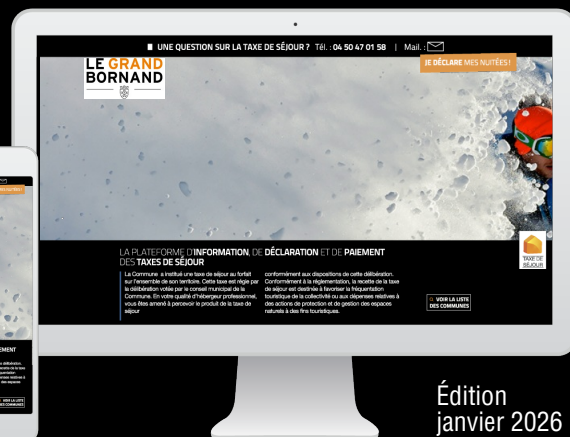 UNE QUESTION SUR LA TAXE DE SÉJOUR ? Tél. : 04 50 47 01 58 | Mail. :
JE DÉCLARE MES NUITÉES !
LE GRAND
BORNAND
LA PLATEFORME D'INFORMATION, DE DÉCLARATION ET DE PAIEMENT
DES TAXES DE SÉJOUR
La Commune a institué une taxe de séjour au forfait
sur l'ensemble de son territoire. Cette taxe est régie par
la délibération votée par le conseil municipal de la
Commune. En votre qualité d'hébergeur professionnel,
vous êtes amené à percevoir le produit de la taxe de
séjour
conformément aux dispositions de cette délibération.
Conformément à la réglementation, la recette de la taxe
de séjour est destinée à favoriser la fréquentation
touristique de la collectivité ou aux dépenses relatives à
des actions de protection et de gestion des espaces
naturels à des fins touristiques.
TAXE DE
SÉJOUR
VOIR LA LISTE
DES COMMUNES
EMENT
VOIR LA LISTE
DES COMMUNES
Édition
janvier 2026